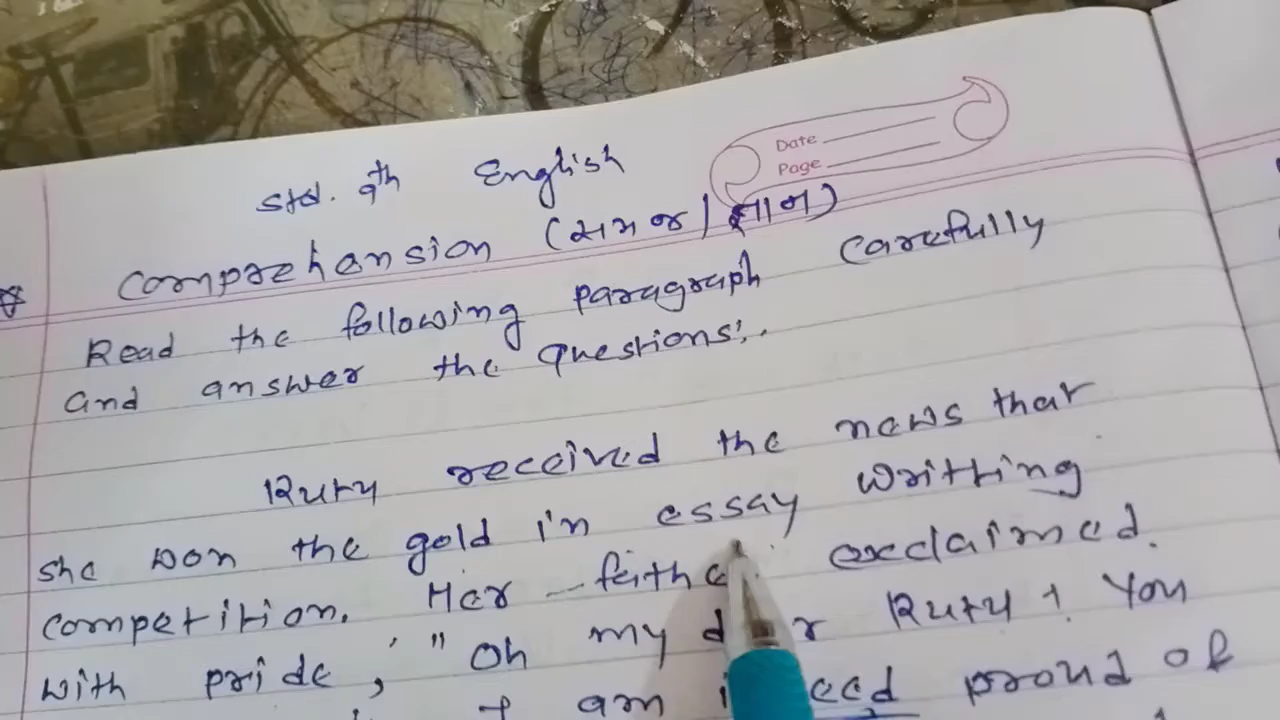 Date
Page
Std. 9th English
Comprehension (સમજ/જ્ઞાન)
Read the following paragraph carefully
and answer the Questions:.
Ruty received the news that
she won the gold in essay writting
competition. Her exclaimed.
with pride, "Oh my Ruty! You
I am proud of